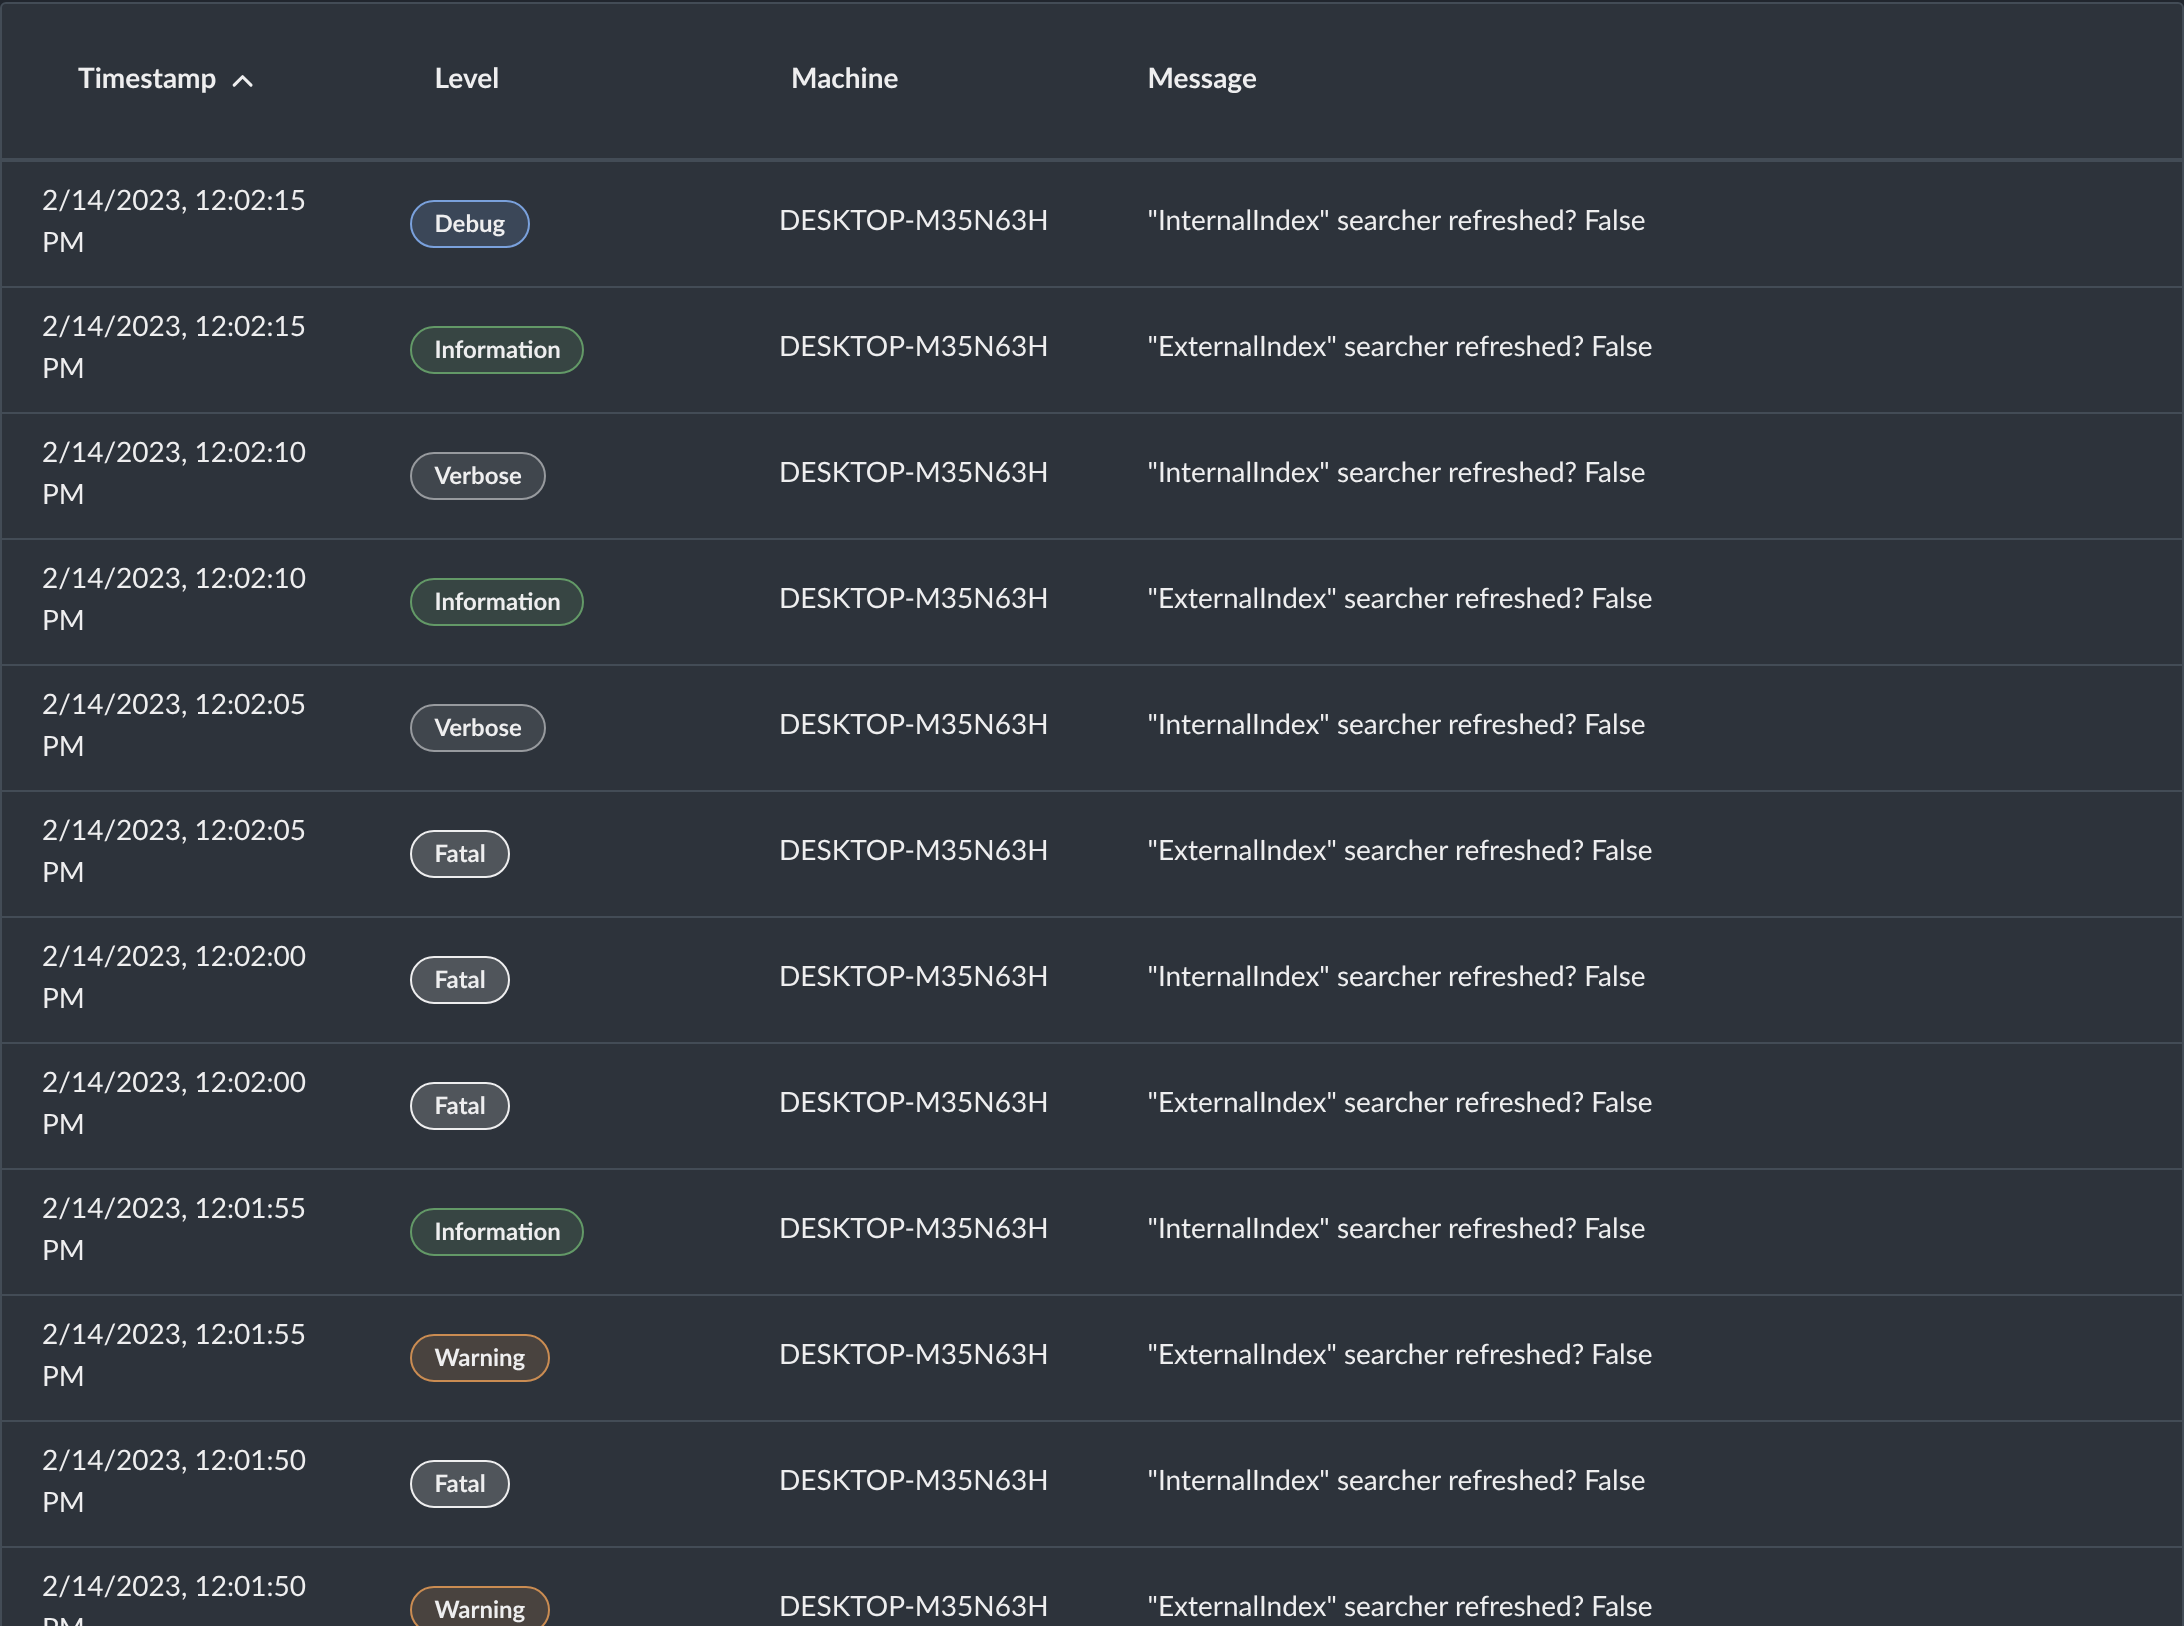 Timestamp Level Machine Message
2/14/2023, 12:02:15 PM Debug DESKTOP-M35N63H "InternalIndex" searcher refreshed? False
2/14/2023, 12:02:15 PM Information DESKTOP-M35N63H "ExternalIndex" searcher refreshed? False
2/14/2023, 12:02:10 PM Verbose DESKTOP-M35N63H "InternalIndex" searcher refreshed? False
2/14/2023, 12:02:10 PM Information DESKTOP-M35N63H "ExternalIndex" searcher refreshed? False
2/14/2023, 12:02:05 PM Verbose DESKTOP-M35N63H "InternalIndex" searcher refreshed? False
2/14/2023, 12:02:05 PM Fatal DESKTOP-M35N63H "ExternalIndex" searcher refreshed? False
2/14/2023, 12:02:00 PM Fatal DESKTOP-M35N63H "InternalIndex" searcher refreshed? False
2/14/2023, 12:02:00 PM Fatal DESKTOP-M35N63H "ExternalIndex" searcher refreshed? False
2/14/2023, 12:01:55 PM Information DESKTOP-M35N63H "InternalIndex" searcher refreshed? False
2/14/2023, 12:01:55 PM Warning DESKTOP-M35N63H "ExternalIndex" searcher refreshed? False
2/14/2023, 12:01:50 PM Fatal DESKTOP-M35N63H "InternalIndex" searcher refreshed? False
2/14/2023, 12:01:50 PM Warning DESKTOP-M35N63H "ExternalIndex" searcher refreshed? False